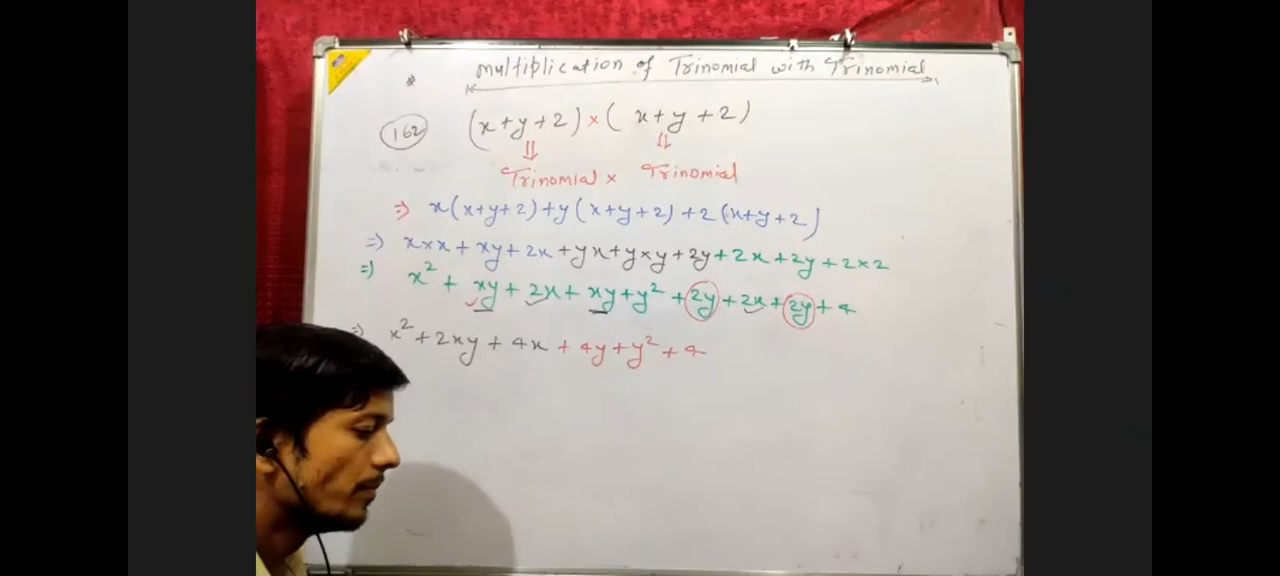 * Multiplication of Trinomial with Trinomial
162 (x+y+2) × (x+y+2)
⇓ ⇓
Trinomial × Trinomial
⇒ x(x+y+2)+y(x+y+2)+2(x+y+2)
⇒ x×x + xy + 2x + yx + y×y + 2y + 2x + 2y + 2×2
⇒ x² + xy + 2x + xy + y² + 2y + 2x + 2y + 4
⇒ x² + 2xy + 4x + 4y + y² + 4